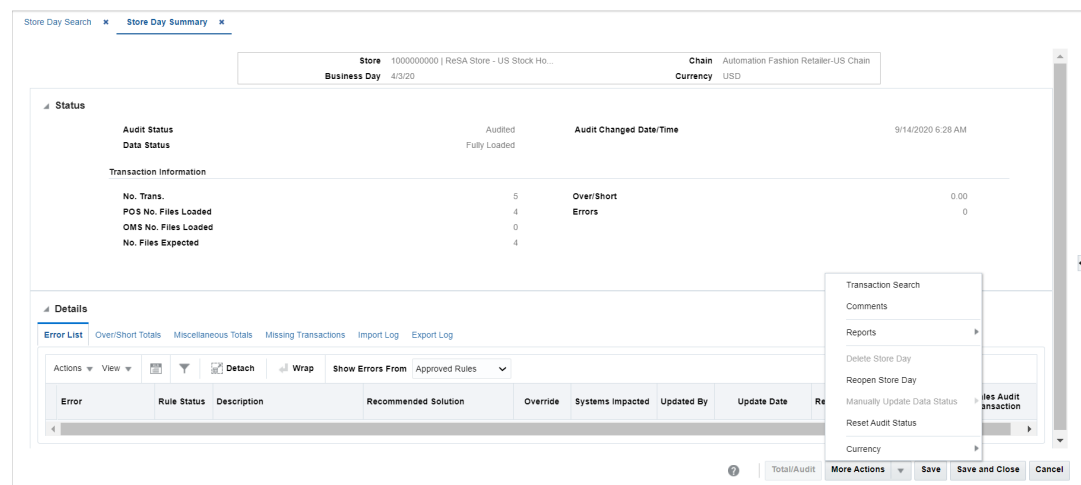 Store Day Search ✖ Store Day Summary ✖
Store 1000000000 | ReSA Store - US Stock Ho... Chain Automation Fashion Retailer-US Chain
Business Day 4/3/20 Currency USD
Status
Audit Status Audited Audit Changed Date/Time 9/14/2020 6:28 AM
Data Status Fully Loaded
Transaction Information
No. Trans. 5 Over/Short 0.00
POS No. Files Loaded 4 Errors 0
OMS No. Files Loaded 0
No. Files Expected 4
Details
Error List Over/Short Totals Miscellaneous Totals Missing Transactions Import Log Export Log
Actions View Detach Wrap Show Errors From Approved Rules
Error Rule Status Description Recommended Solution Override Systems Impacted Updated By Update Date
Transaction Search
Comments
Reports
Delete Store Day
Reopen Store Day
Manually Update Data Status
Reset Audit Status
Currency
? Total/Audit More Actions Save Save and Close Cancel